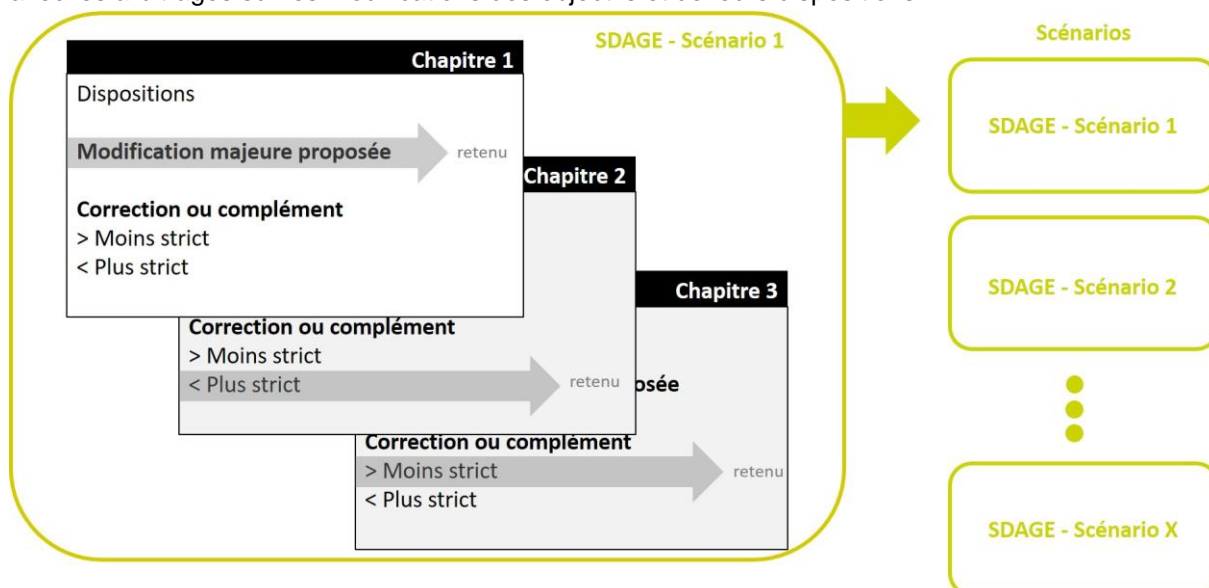 SDAGE - Scénario 1
Chapitre 1
Dispositions
Modification majeure proposée
retenu
Correction ou complément
> Moins strict
< Plus strict
Chapitre 2
Correction ou complément
> Moins strict
< Plus strict
retenu
Chapitre 3
osée
Correction ou complément
> Moins strict
retenu
< Plus strict
Scénarios
SDAGE - Scénario 1
SDAGE - Scénario 2
SDAGE - Scénario X